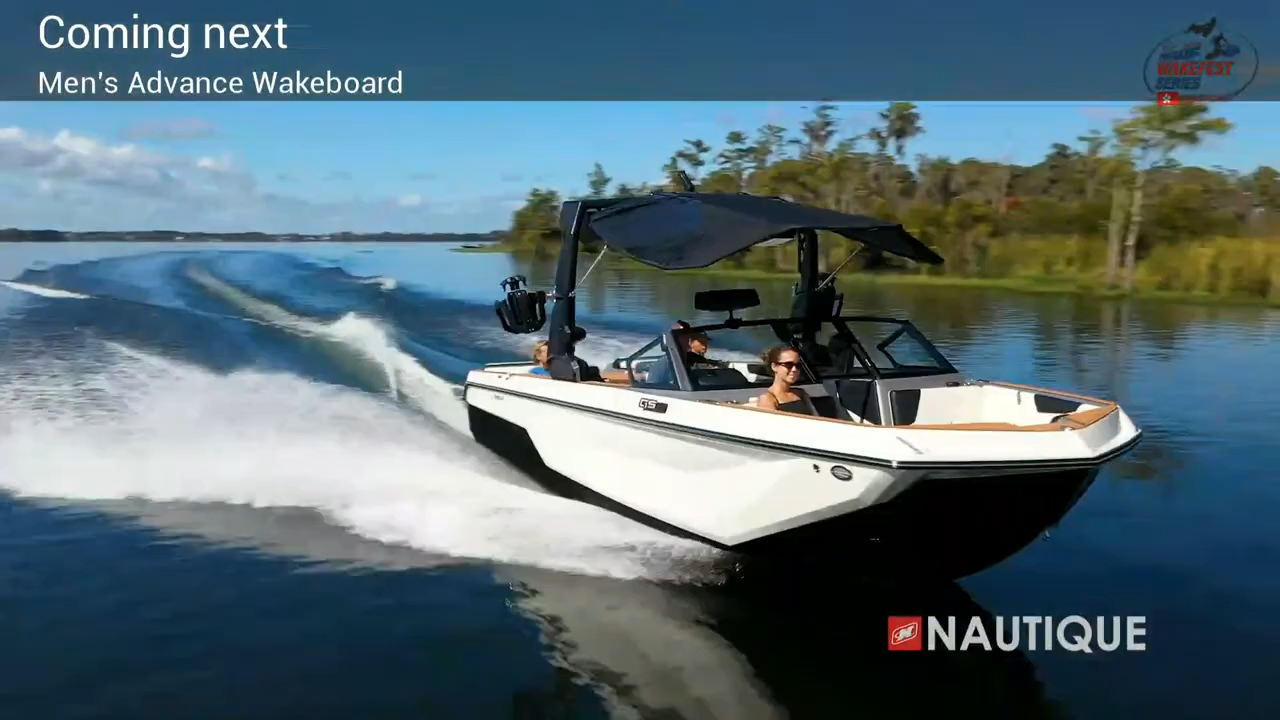 Coming next
Men's Advance Wakeboard
WAKEFEST
SERIES
GS
NAUTIQUE